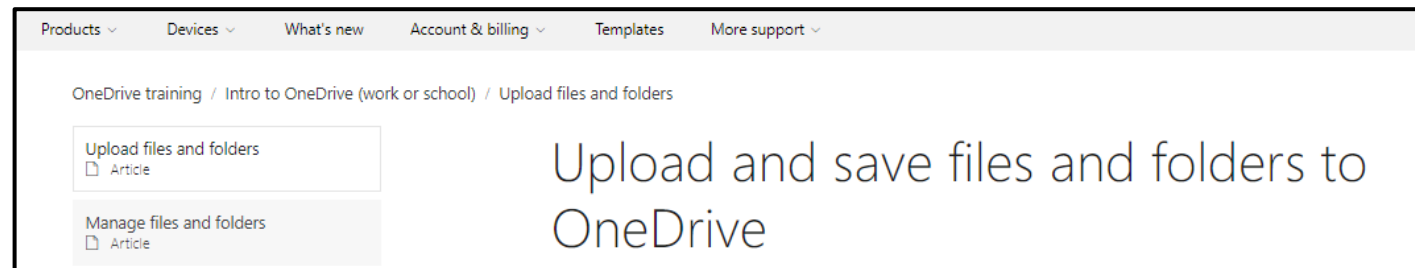 Products Devices What's new Account & billing Templates More support
OneDrive training / Intro to OneDrive (work or school) / Upload files and folders
Upload files and folders
Article
Manage files and folders
Article
Upload and save files and folders to
OneDrive